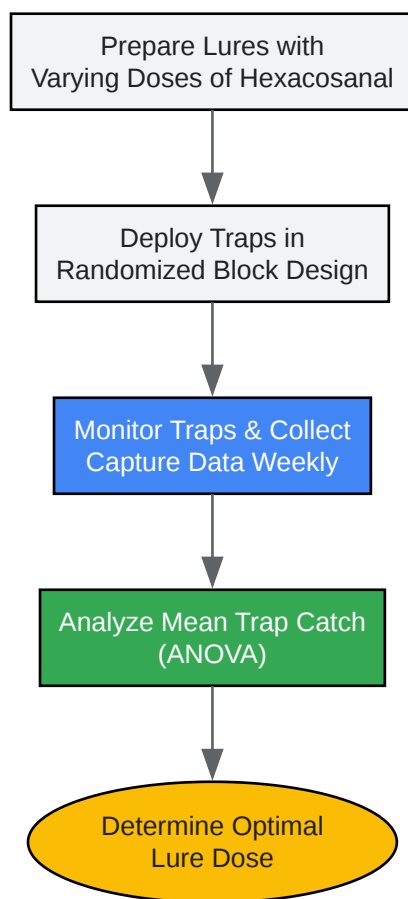 Prepare Lures with
Varying Doses of Hexacosanal
Deploy Traps in
Randomized Block Design
Monitor Traps & Collect
Capture Data Weekly
Analyze Mean Trap Catch
(ANOVA)
Determine Optimal
Lure Dose